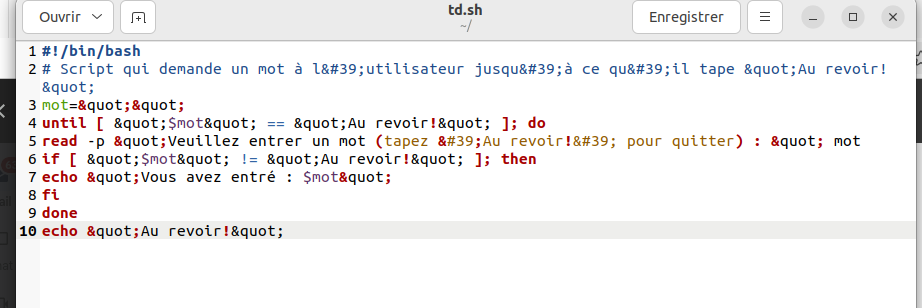 Ouvrir
td.sh
~/
Enregistrer
1 #!/bin/bash
2 # Script qui demande un mot à l&#39;utilisateur jusqu&#39;à ce qu&#39;il tape &quot;Au revoir!
&quot;
3 mot=&quot;&quot;
4 until [ &quot;$mot&quot; == &quot;Au revoir!&quot; ]; do
5 read -p &quot;Veuillez entrer un mot (tapez &#39;Au revoir!&#39; pour quitter) : &quot; mot
6 if [ &quot;$mot&quot; != &quot;Au revoir!&quot; ]; then
7 echo &quot;Vous avez entré : $mot&quot;
8 fi
9 done
10 echo &quot;Au revoir!&quot;